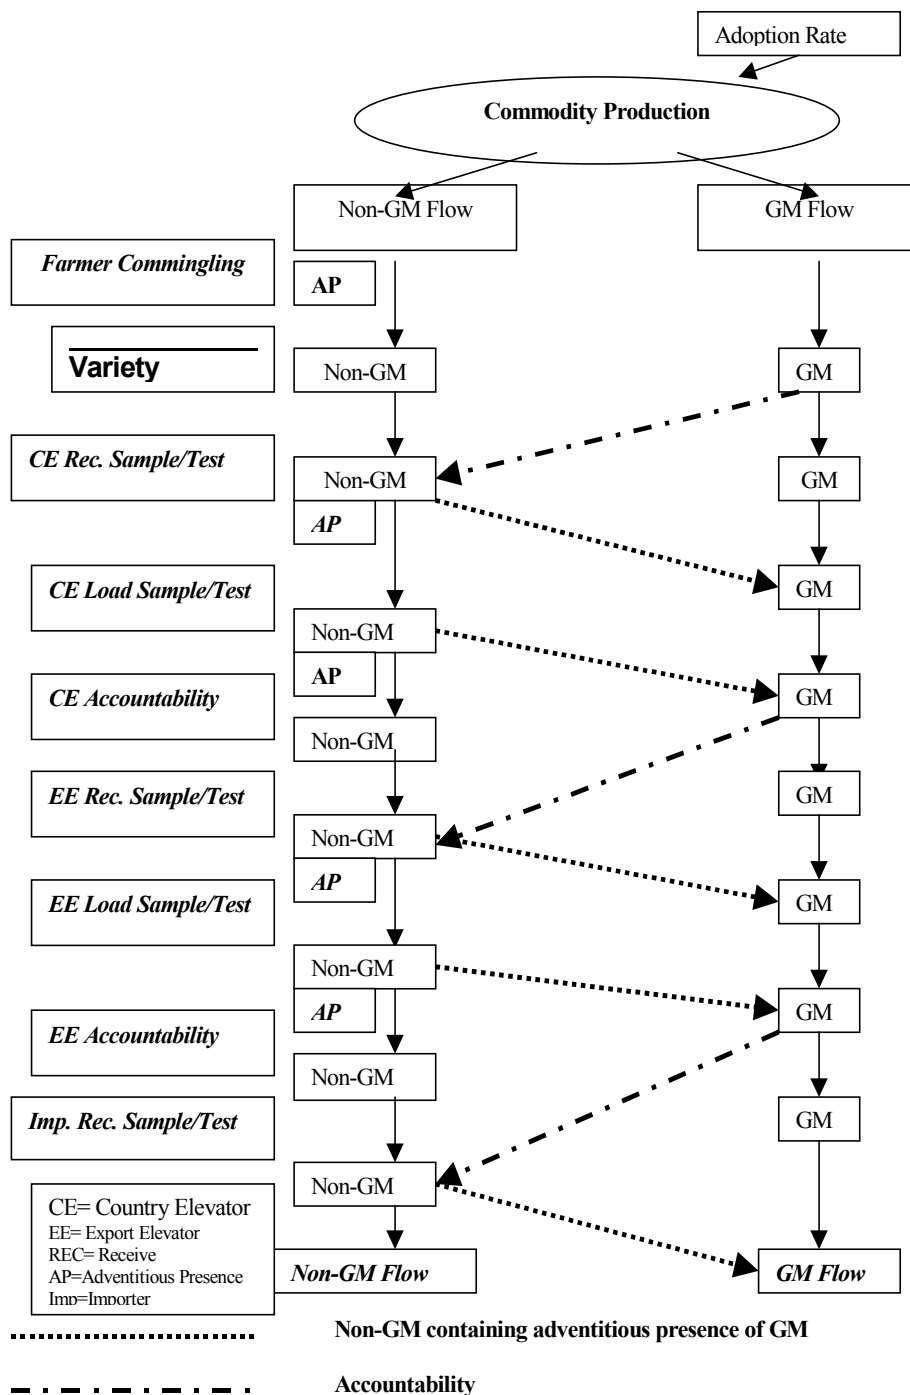 Adoption Rate
Commodity Production
Non-GM Flow
GM Flow
Farmer Commingling
AP
Variety
Non-GM
GM
CE Rec. Sample/Test
Non-GM
GM
AP
CE Load Sample/Test
GM
Non-GM
AP
CE Accountability
GM
Non-GM
EE Rec. Sample/Test
GM
Non-GM
AP
EE Load Sample/Test
GM
Non-GM
AP
EE Accountability
GM
Non-GM
Imp. Rec. Sample/Test
GM
Non-GM
CE= Country Elevator
EE= Export Elevator
REC= Receive
AP=Adventitious Presence
Imp=Importer
Non-GM Flow
GM Flow
Non-GM containing adventitious presence of GM
Accountability